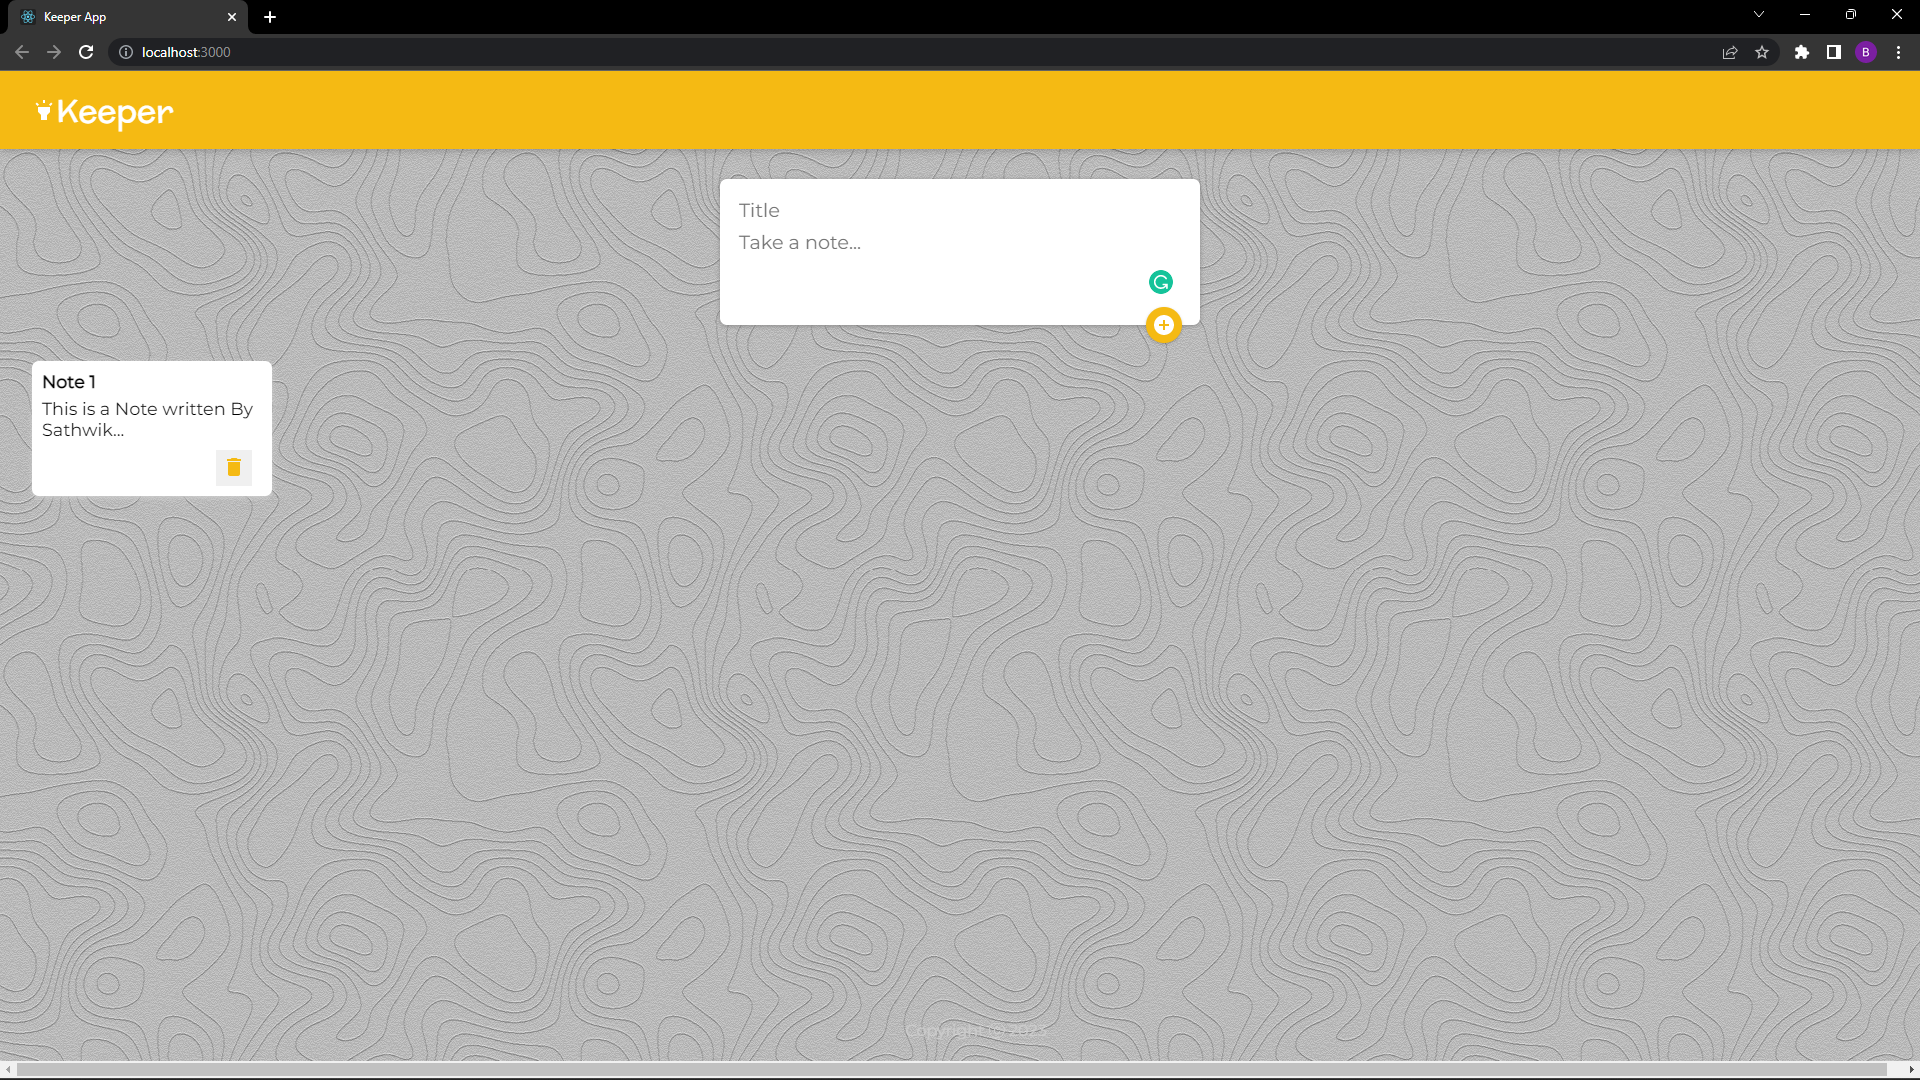 Keeper App
localhost:3000
B
Keeper
Title
Take a note...
Note 1
This is a Note written By
Sathwik...
Copyright © 2023